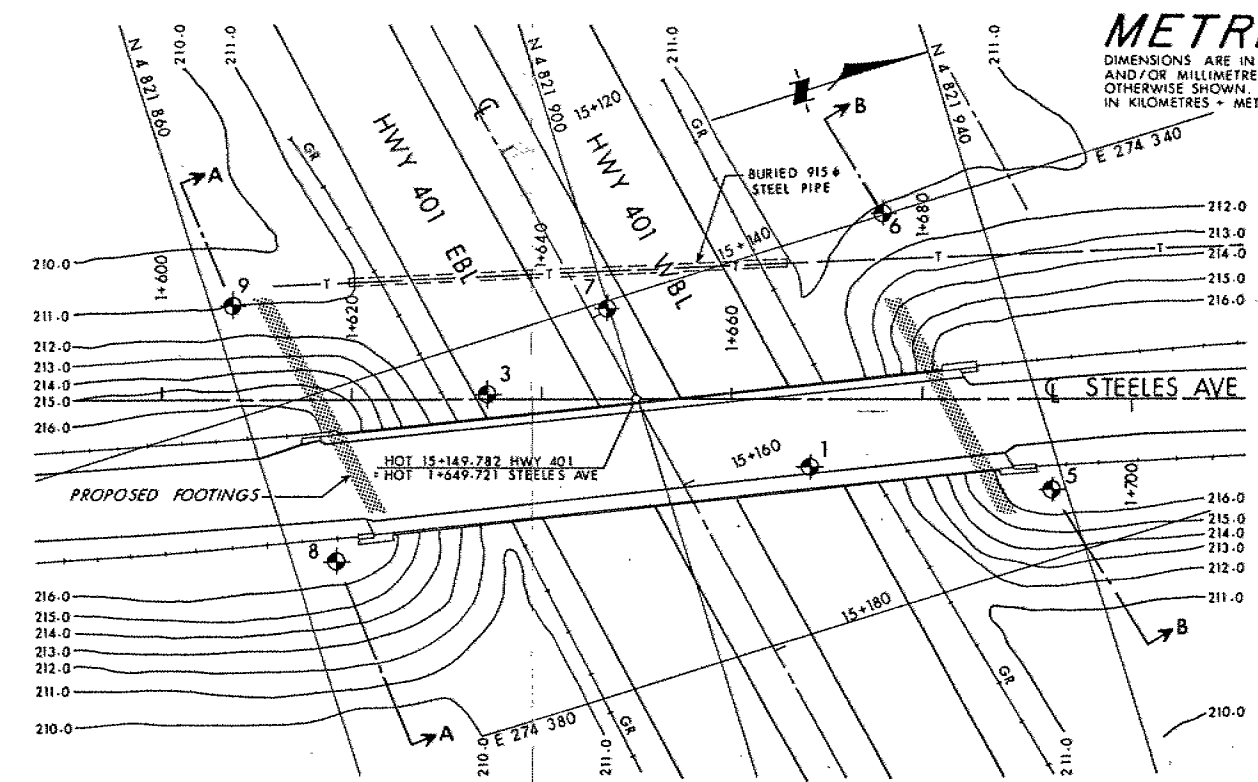 METR
DIMENSIONS ARE IN
AND/OR MILLIMETRE
OTHERWISE SHOWN.
IN KILOMETRES + MET
N 4 821 860
210.0
211.0
GR
HWY 401 EBL
℄
N 4 821 900
15+120
HWY 401 WBL
211.0
GR
B
N 4 821 940
211.0
E 274 340
BURIED 915 ϕ
STEEL PIPE
A
1+600
9
1+620
1+640
7
15+140
1+660
6
1+680
T
T
T
T
210.0
211.0
212.0
213.0
214.0
215.0
216.0
212.0
213.0
214.0
215.0
216.0
3
℄ STEELES AVE
HOT 15+149.782 HWY 401
= HOT 1+649.721 STEELES AVE
15+160
1
PROPOSED FOOTINGS
5
1+700
8
216.0
215.0
214.0
213.0
212.0
211.0
216.0
215.0
214.0
213.0
212.0
211.0
210.0
15+180
B
A
E 274 380
210.0
GR
211.0
GR
211.0
210.0